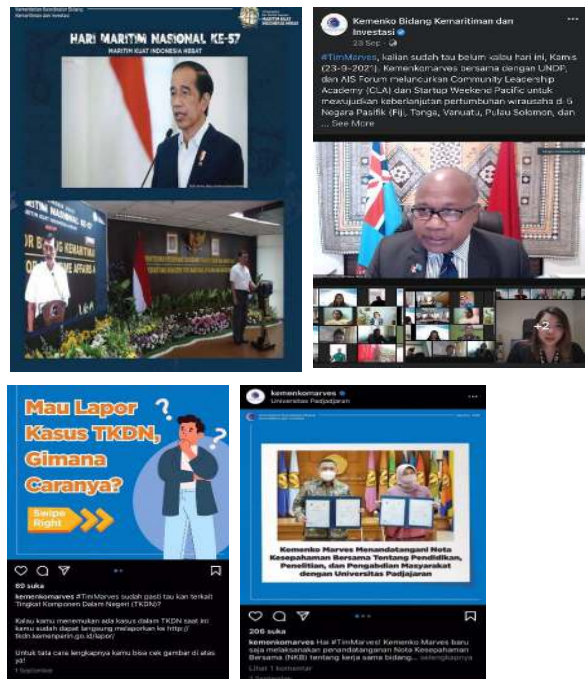 HARI MARITIM NASIONAL KE-57
MARITIM KUAT INDONESIA HEBAT
Kemenko Bidang Kemaritiman dan
Investasi
23 Sep
#TimMarves, kalian sudah tau belum kalau hari ini, Kamis
(23-9-2021), Kemenkomarves bersama dengan UNDP,
dan AIS Forum meluncurkan Community Leadership
Academy (CLA) dan Startup Weekend Pacific untuk
mewujudkan keberlanjutan pertumbuhan wirausaha di 5
Negara Pasifik (Fiji, Tonga, Vanuatu, Pulau Solomon, dan
... See More
+2
Mau Lapor
Kasus TKDN,
Gimana
Caranya?
Swipe
Right
69 suka
kemenkomarves #TimMarves sudah pasti tau kan terkait
Tingkat Komponen Dalam Negeri (TKDN)?
Kalau kamu menemukan ada kasus dalam TKDN saat ini
kamu sudah dapat langsung melaporkan ke http://
tkdn.kemenperin.go.id/lapor/
Untuk tata cara lengkapnya kamu bisa cek gambar di atas
ya!
1 September
kemenkomarves
Universitas Padjadjaran
Kemenko Marves Menandatangani Nota
Kesepahaman Bersama Tentang Pendidikan,
Penelitian, dan Pengabdian Masyarakat
dengan Universitas Padjajaran
206 suka
kemenkomarves Hai #TimMarves! Kemenko Marves baru
saja melaksanakan penandatanganan Nota Kesepahaman
Bersama (NKB) tentang kerja sama bidang... selengkapnya
Lihat 1 komentar